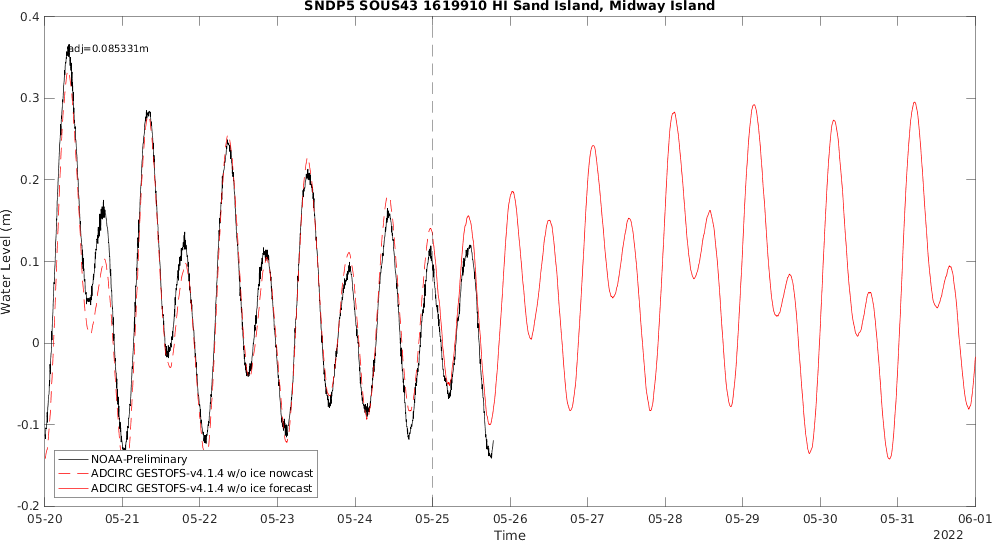 SNDP5 SOUS43 1619910 HI Sand Island, Midway Island
adj=0.085331m
0.4
0.3
0.2
0.1
0
-0.1
-0.2
Water Level (m)
NOAA-Preliminary
ADCIRC GESTOFS-v4.1.4 w/o ice nowcast
ADCIRC GESTOFS-v4.1.4 w/o ice forecast
05-20 05-21 05-22 05-23 05-24 05-25 05-26 05-27 05-28 05-29 05-30 05-31 06-01
Time
2022